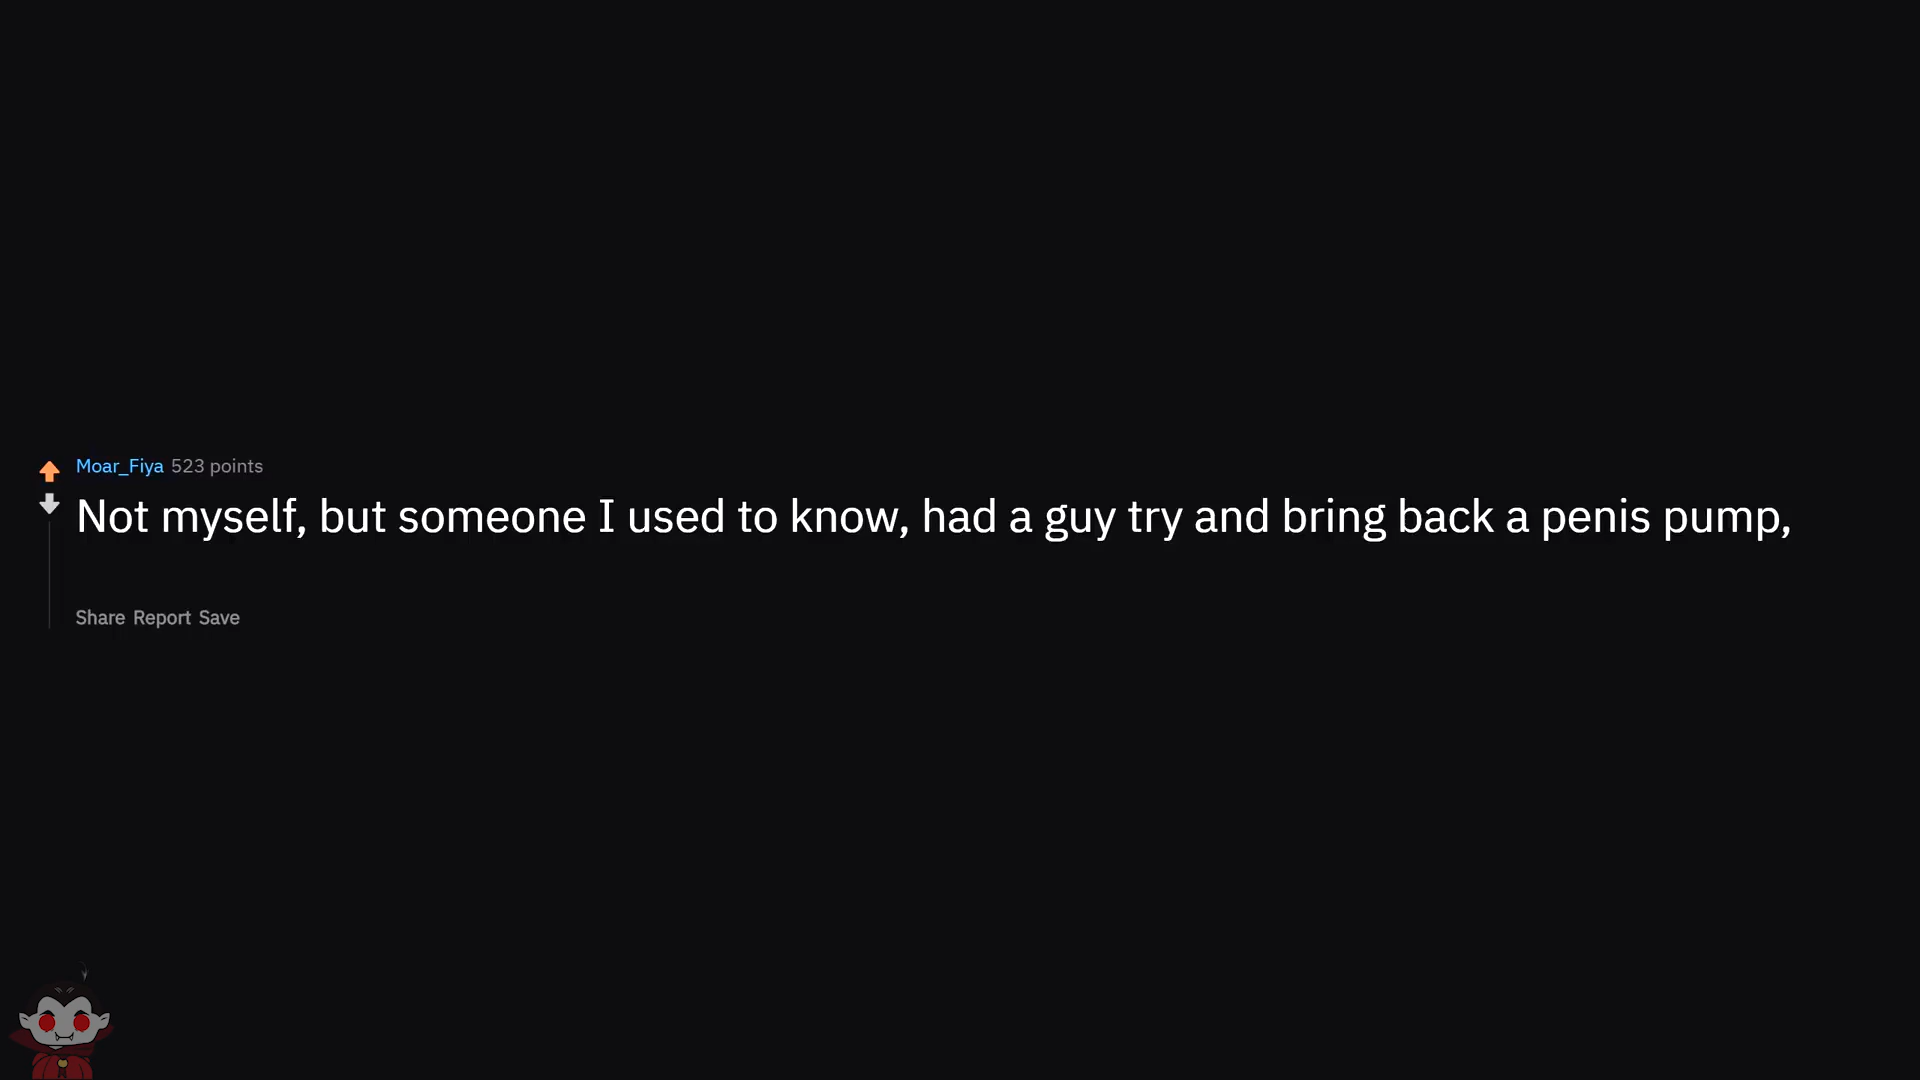 Moar_Fiya 523 points
Not myself, but someone I used to know, had a guy try and bring back a penis pump,
Share Report Save